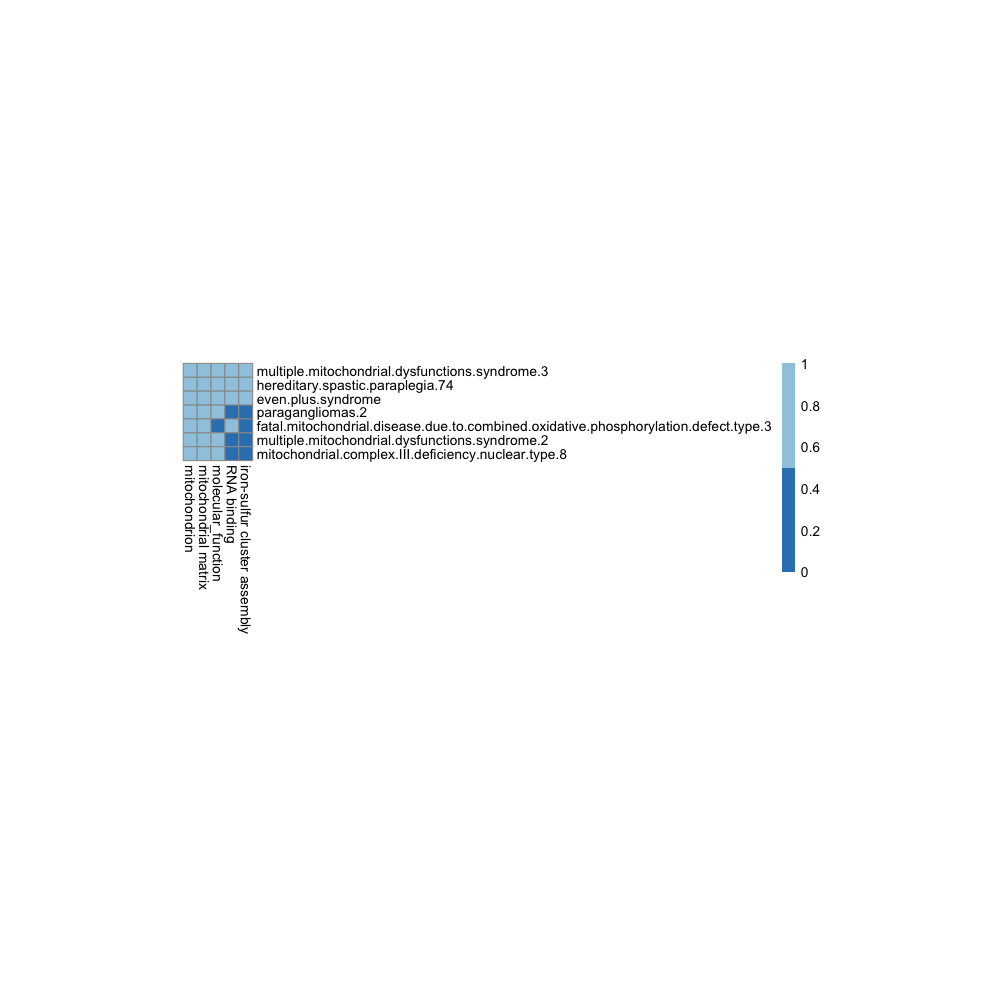 multiple.mitochondrial.dysfunctions.syndrome.3
hereditary.spastic.paraplegia.74
even.plus.syndrome
paragangliomas.2
fatal.mitochondrial.disease.due.to.combined.oxidative.phosphorylation.defect.type.3
multiple.mitochondrial.dysfunctions.syndrome.2
mitochondrial.complex.III.deficiency.nuclear.type.8
mitochondrion
mitochondrial matrix
molecular_function
RNA binding
iron-sulfur cluster assembly
1
0.8
0.6
0.4
0.2
0